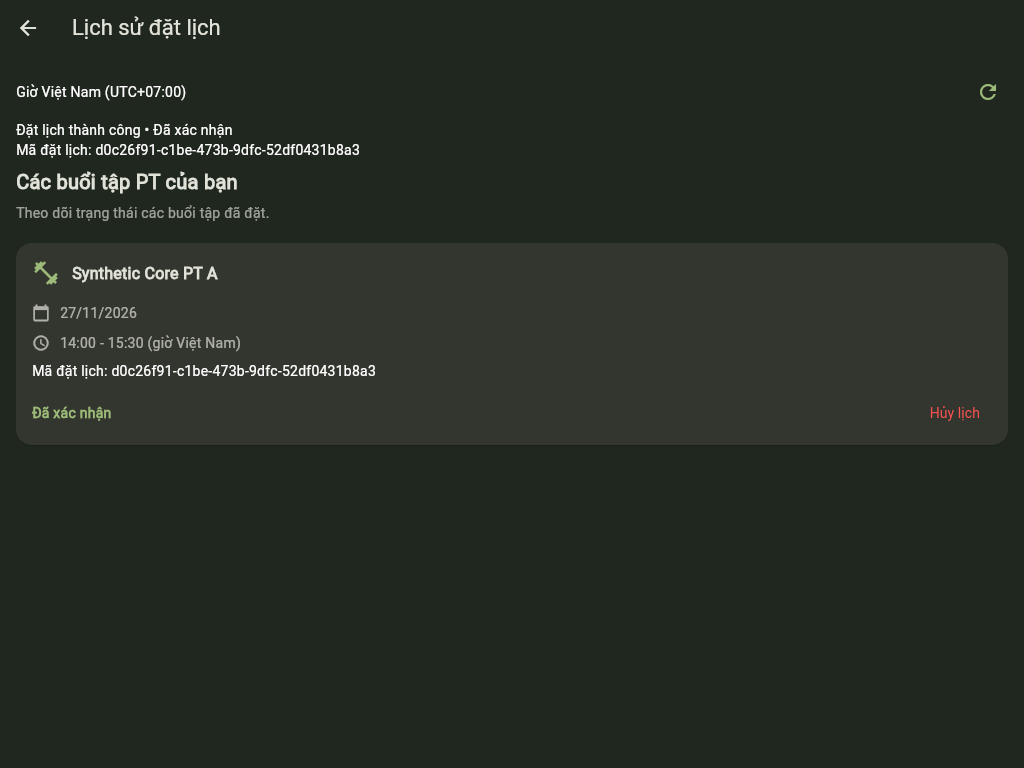 Lịch sử đặt lịch
Giờ Việt Nam (UTC+07:00)
Đặt lịch thành công • Đã xác nhận
Mã đặt lịch: d0c26f91-c1be-473b-9dfc-52df0431b8a3
Các buổi tập PT của bạn
Theo dõi trạng thái các buổi tập đã đặt.
Synthetic Core PT A
27/11/2026
14:00 - 15:30 (giờ Việt Nam)
Mã đặt lịch: d0c26f91-c1be-473b-9dfc-52df0431b8a3
Đã xác nhận
Hủy lịch